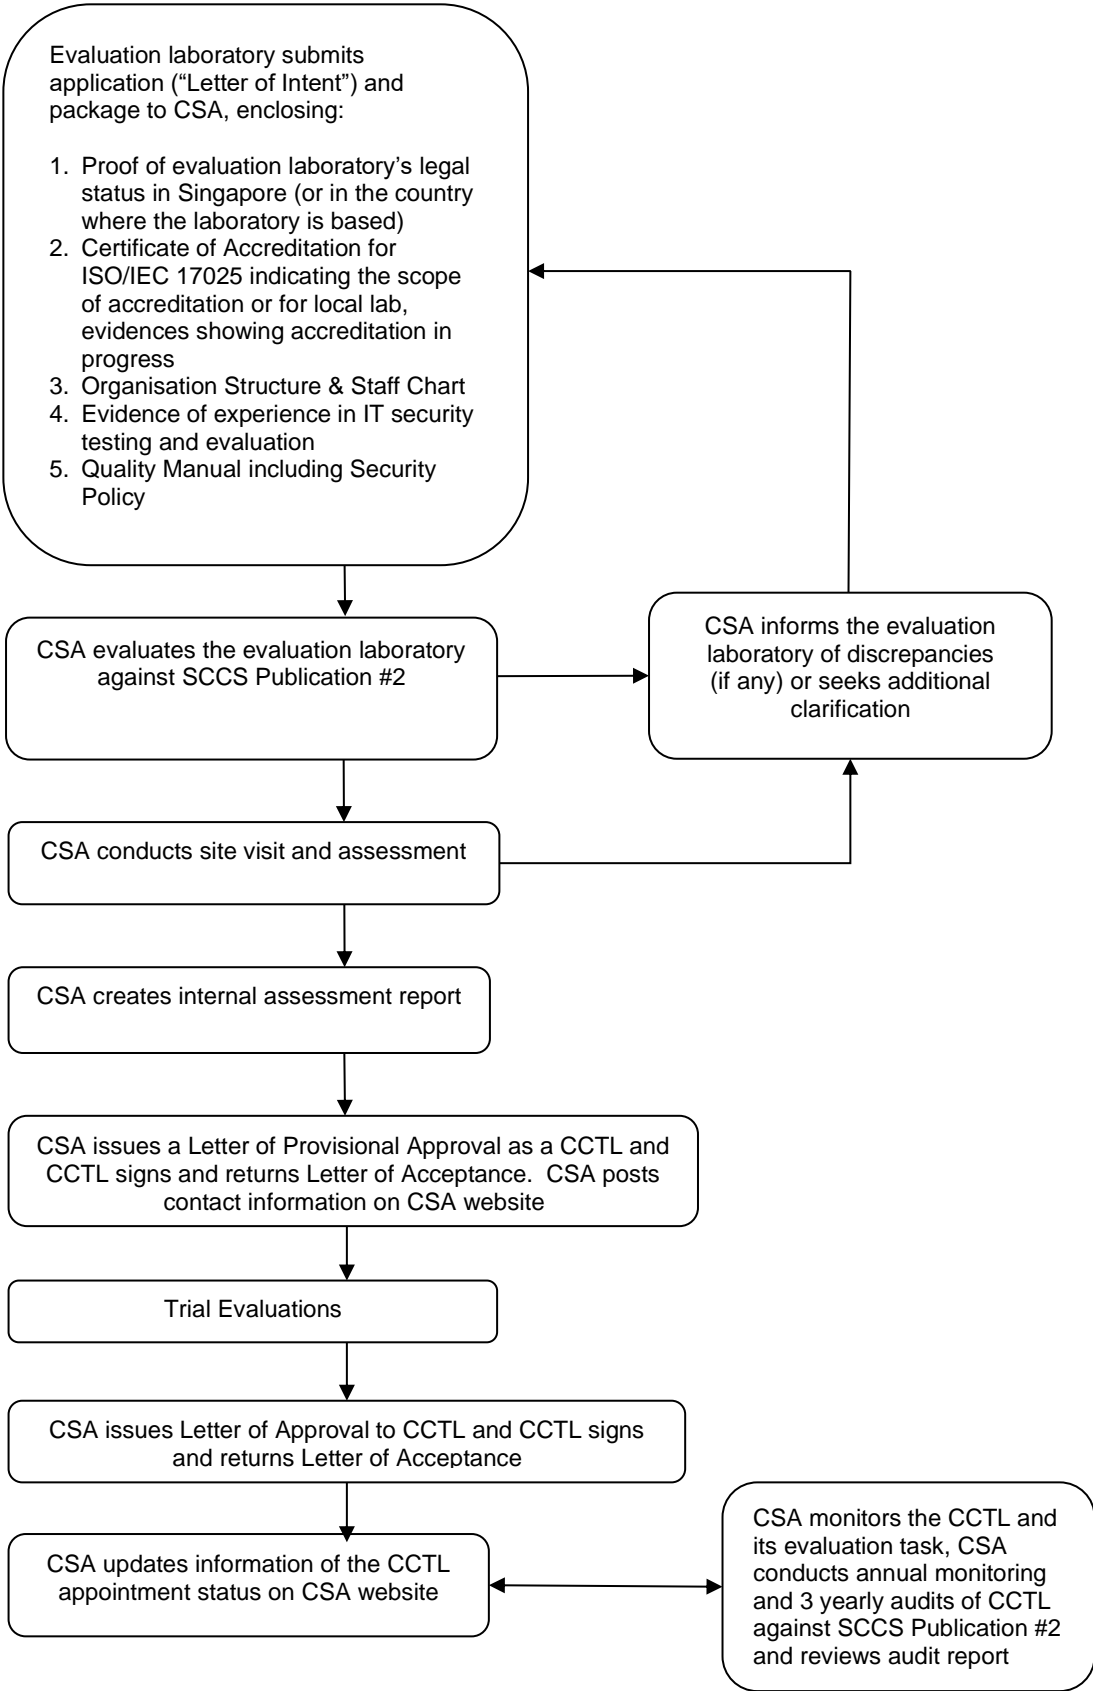 Evaluation laboratory submits
application (“Letter of Intent”) and
package to CSA, enclosing:
1. Proof of evaluation laboratory’s legal
status in Singapore (or in the country
where the laboratory is based)
2. Certificate of Accreditation for
ISO/IEC 17025 indicating the scope
of accreditation or for local lab,
evidences showing accreditation in
progress
3. Organisation Structure & Staff Chart
4. Evidence of experience in IT security
testing and evaluation
5. Quality Manual including Security
Policy
CSA evaluates the evaluation laboratory
against SCCS Publication #2
CSA informs the evaluation
laboratory of discrepancies
(if any) or seeks additional
clarification
CSA conducts site visit and assessment
CSA creates internal assessment report
CSA issues a Letter of Provisional Approval as a CCTL and
CCTL signs and returns Letter of Acceptance.  CSA posts
contact information on CSA website
Trial Evaluations
CSA issues Letter of Approval to CCTL and CCTL signs
and returns Letter of Acceptance
CSA updates information of the CCTL
appointment status on CSA website
CSA monitors the CCTL and
its evaluation task, CSA
conducts annual monitoring
and 3 yearly audits of CCTL
against SCCS Publication #2
and reviews audit report